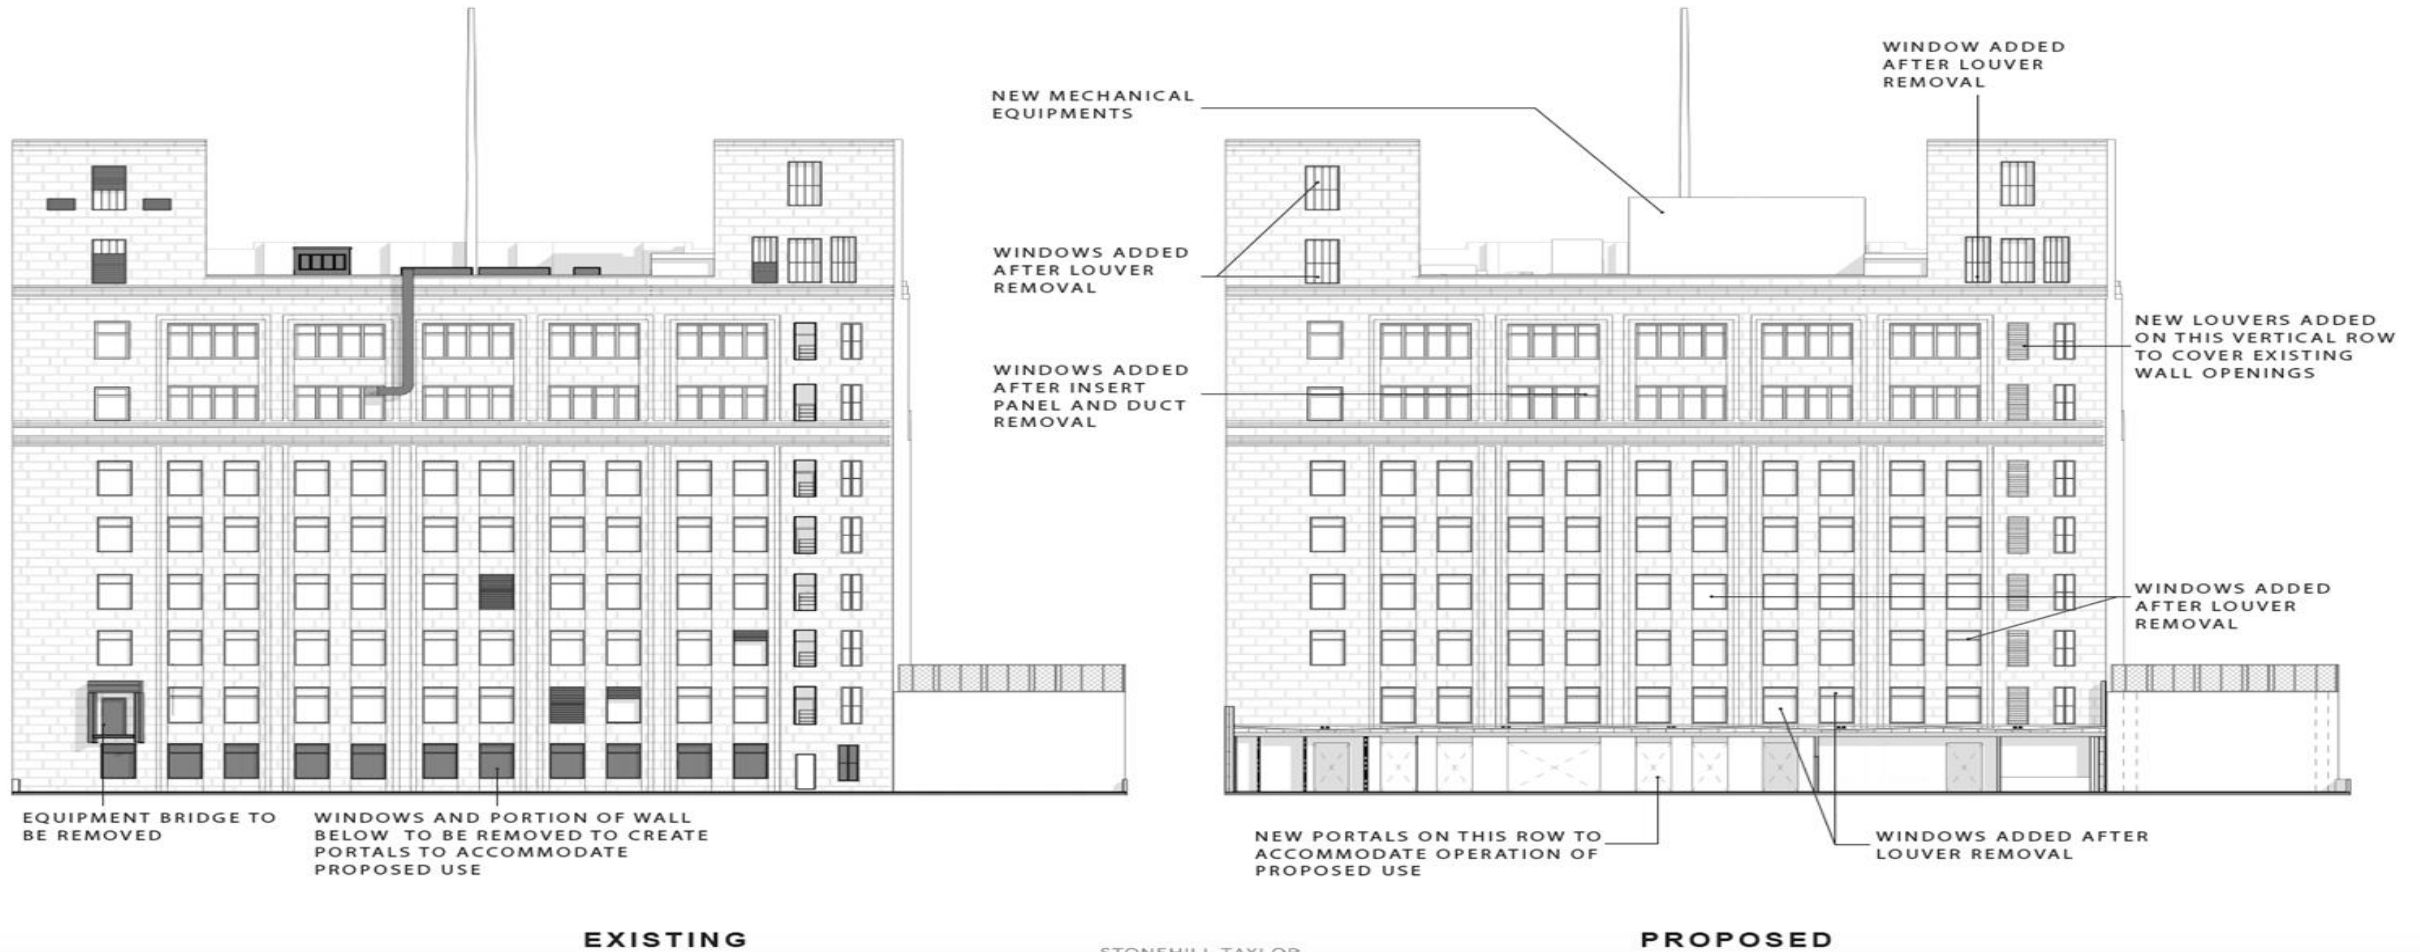 WINDOW ADDED
AFTER LOUVER
REMOVAL
NEW MECHANICAL
EQUIPMENTS
WINDOWS ADDED
AFTER LOUVER
REMOVAL
WINDOWS ADDED
AFTER INSERT
PANEL AND DUCT
REMOVAL
NEW LOUVERS ADDED
ON THIS VERTICAL ROW
TO COVER EXISTING
WALL OPENINGS
WINDOWS ADDED
AFTER LOUVER
REMOVAL
EQUIPMENT BRIDGE TO
BE REMOVED
WINDOWS AND PORTION OF WALL
BELOW TO BE REMOVED TO CREATE
PORTALS TO ACCOMMODATE
PROPOSED USE
NEW PORTALS ON THIS ROW TO
ACCOMMODATE OPERATION OF
PROPOSED USE
WINDOWS ADDED AFTER
LOUVER REMOVAL
EXISTING
STONEHILL TAYLOR
PROPOSED